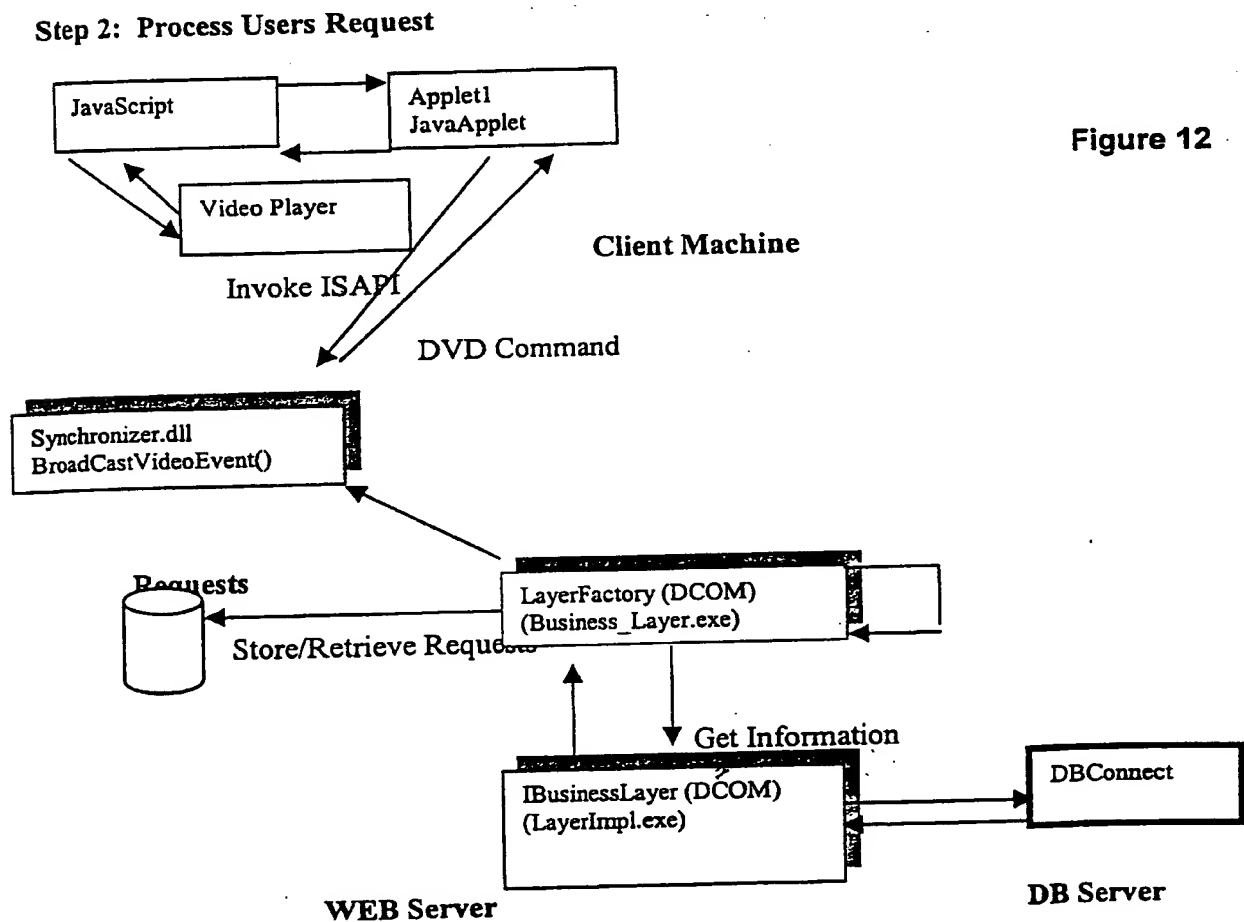 Step 2: Process Users Request
JavaScript
Applet1
JavaApplet
Figure 12
Video Player
Client Machine
Invoke ISAPI
DVD Command
Synchronizer.dll
BroadCastVideoEvent()
Requests
LayerFactory (DCOM)
(Business_Layer.exe)
Store/Retrieve Requests
Get Information
IBusinessLayer (DCOM)
(LayerImpl.exe)
DBConnect
WEB Server
DB Server